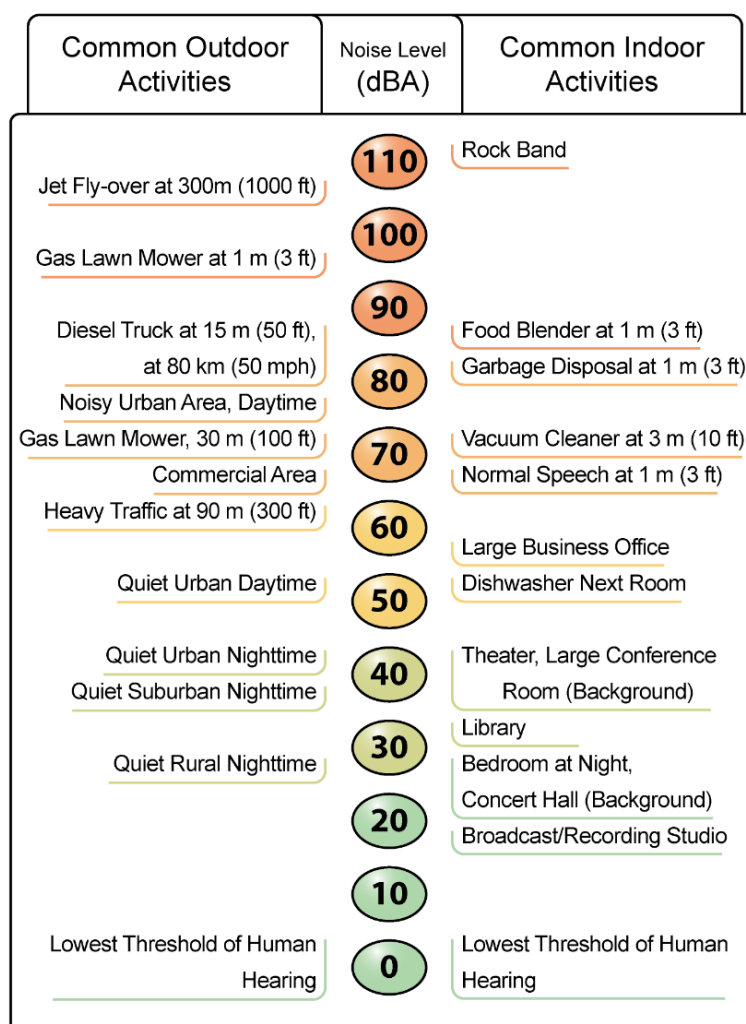 Common Outdoor
Activities
Noise Level
(dBA)
Common Indoor
Activities
110
Rock Band
Jet Fly-over at 300m (1000 ft)
100
Gas Lawn Mower at 1 m (3 ft)
90
Diesel Truck at 15 m (50 ft),
at 80 km (50 mph)
Food Blender at 1 m (3 ft)
80
Garbage Disposal at 1 m (3 ft)
Noisy Urban Area, Daytime
Gas Lawn Mower, 30 m (100 ft)
70
Vacuum Cleaner at 3 m (10 ft)
Commercial Area
Normal Speech at 1 m (3 ft)
Heavy Traffic at 90 m (300 ft)
60
Large Business Office
Quiet Urban Daytime
50
Dishwasher Next Room
Quiet Urban Nighttime
40
Theater, Large Conference
Room (Background)
Quiet Suburban Nighttime
30
Library
Quiet Rural Nighttime
Bedroom at Night,
Concert Hall (Background)
20
Broadcast/Recording Studio
10
Lowest Threshold of Human
Hearing
0
Lowest Threshold of Human
Hearing